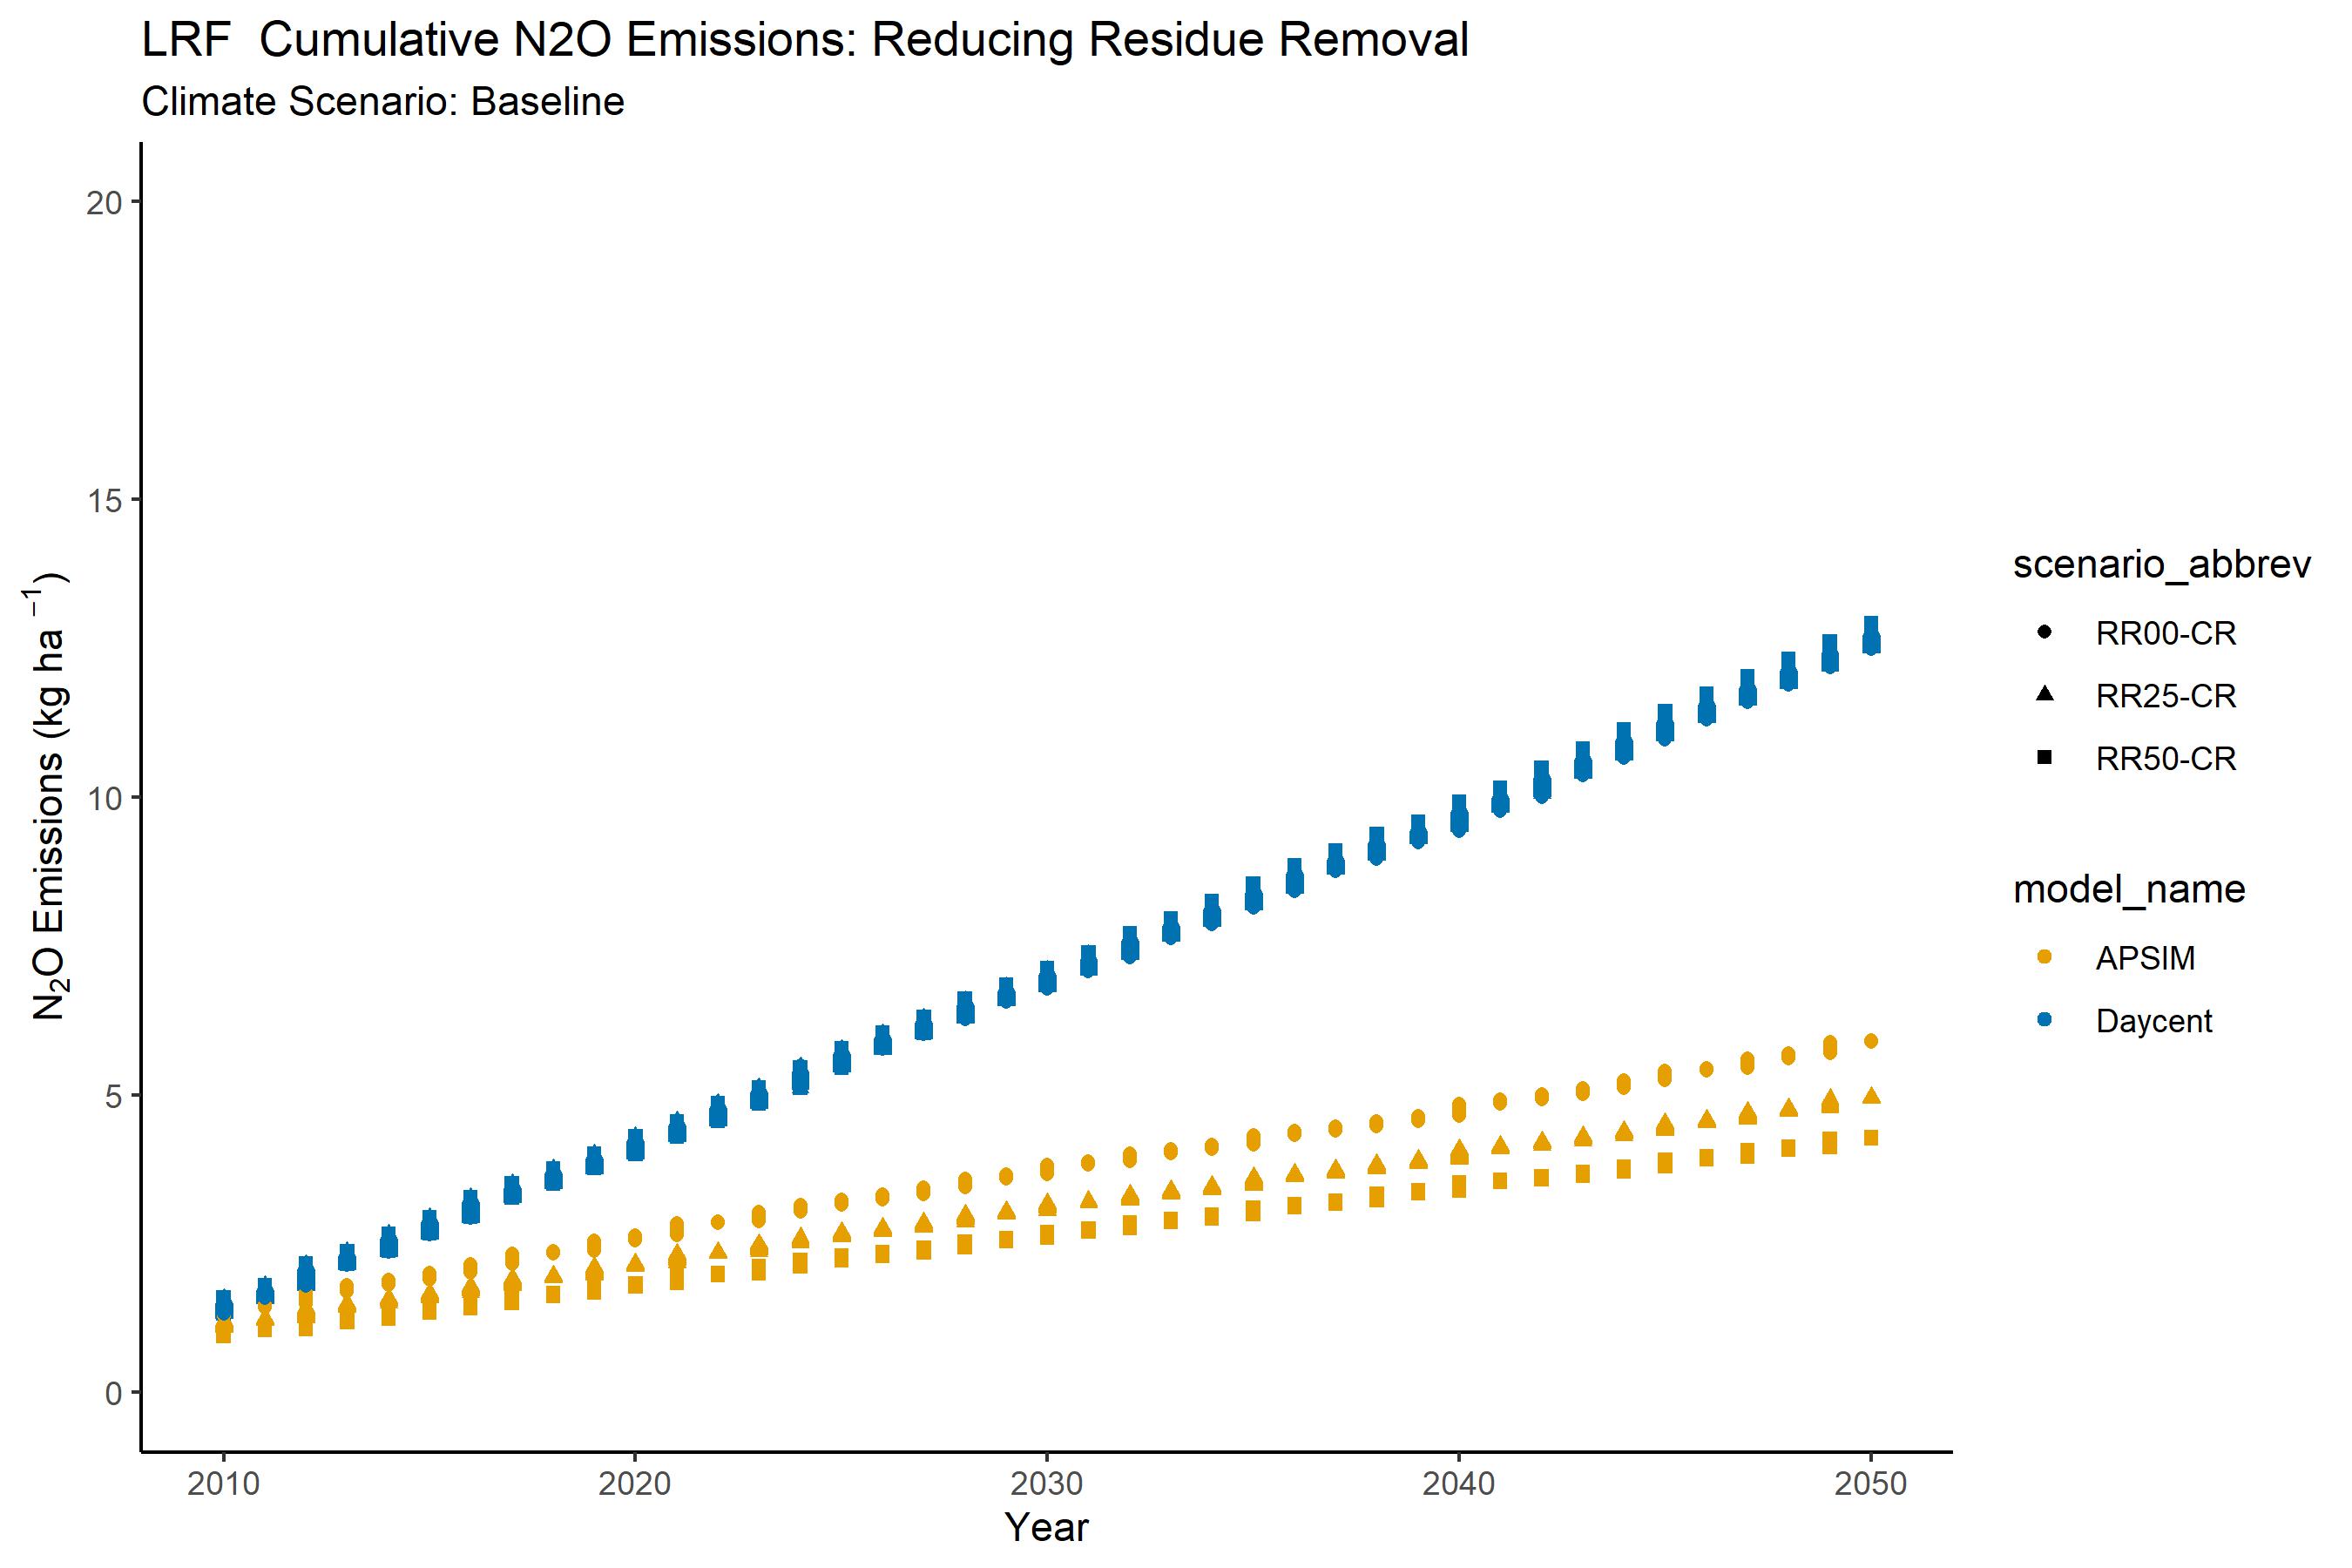 LRF  Cumulative N2O Emissions: Reducing Residue Removal
Climate Scenario: Baseline
N₂O Emissions (kg ha ⁻¹)
20
15
10
5
0
2010
2020
2030
2040
2050
Year
scenario_abbrev
RR00-CR
RR25-CR
RR50-CR
model_name
APSIM
Daycent